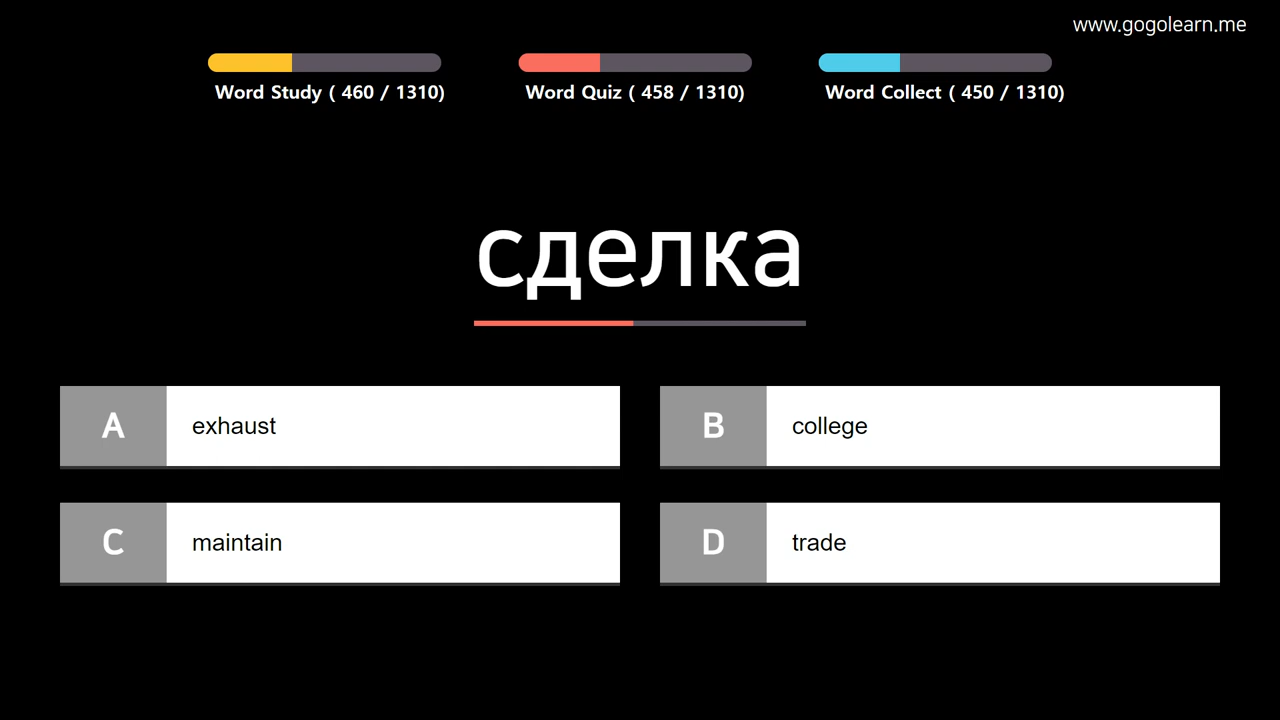 www.gogolearn.me
Word Study ( 460 / 1310)
Word Quiz ( 458 / 1310)
Word Collect ( 450 / 1310)
сделка
A exhaust
B college
C maintain
D trade